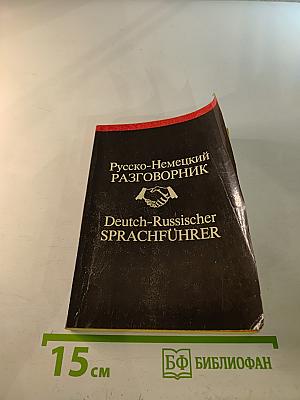 Русско-Немецкий
РАЗГОВОРНИК
Deutch-Russischer
SPRACHFÜHRER
15 см
БФ БИБЛИОФАН